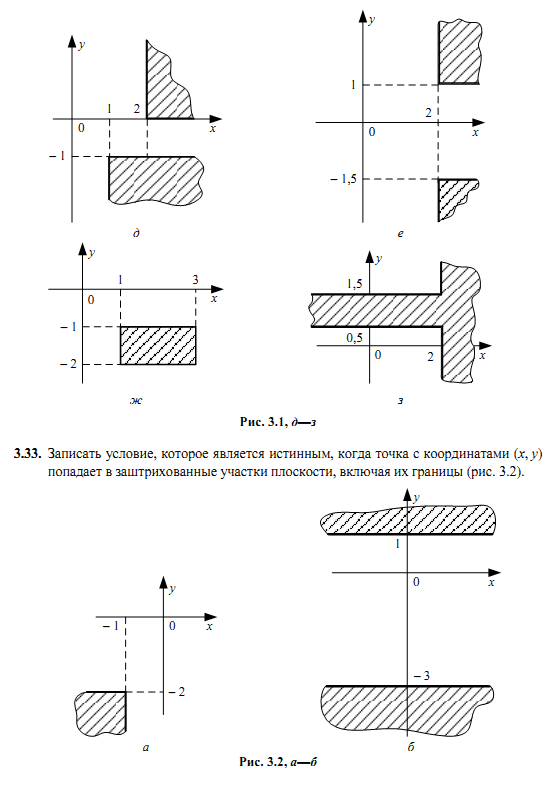 y
1
2
0
x
– 1
д
y
1
2
0
x
– 1,5
е
y
1
3
0
x
– 1
– 2
ж
y
1,5
0,5
0
2
x
з
Рис. 3.1, д—з
3.33. Записать условие, которое является истинным, когда точка с координатами (x, y)
попадает в заштрихованные участки плоскости, включая их границы (рис. 3.2).
y
– 1
0
x
– 2
а
y
1
0
x
– 3
б
Рис. 3.2, а—б